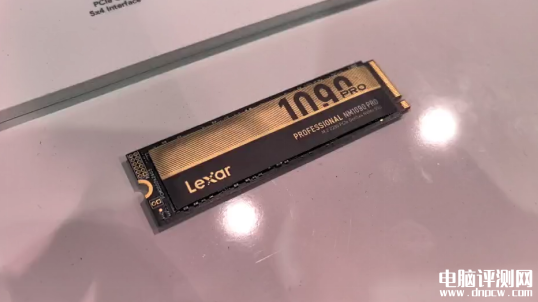 PCIe
5x4 Interface
1090
PRO
PROFESSIONAL NM1090 PRO
Lexar
电脑评测网
www.dnpcw.com